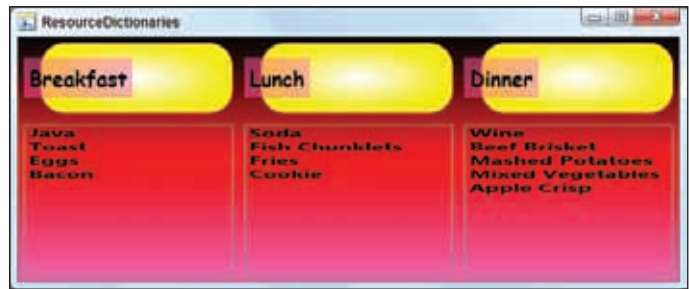 ResourceDictionaries
Breakfast
Lunch
Dinner
Java
Toast
Eggs
Bacon
Soda
Fish Chunklets
Fries
Cookie
Wine
Beef Brisket
Mashed Potatoes
Mixed Vegetables
Apple Crisp